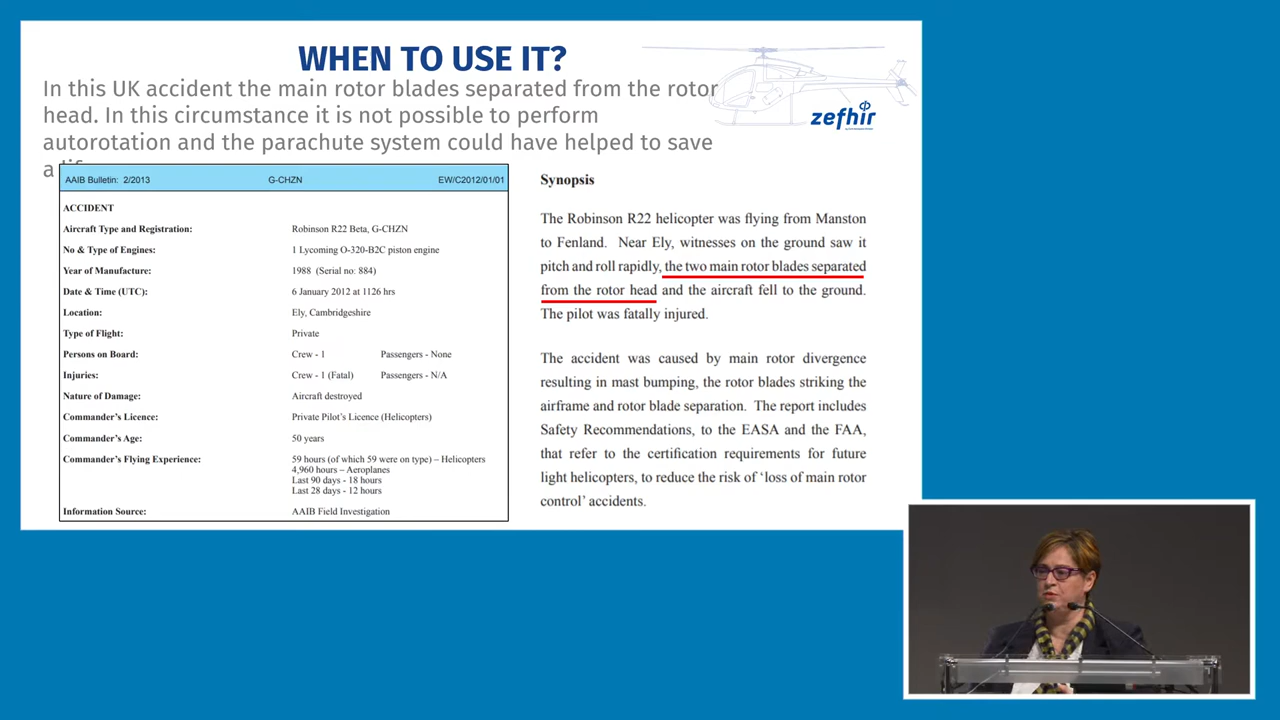 WHEN TO USE IT?
In this UK accident the main rotor blades separated from the rotor
head. In this circumstance it is not possible to perform
autorotation and the parachute system could have helped to save
a
zefhir
AAIB Bulletin: 2/2013 G-CHZN EW/C2012/01/01
ACCIDENT
Aircraft Type and Registration: Robinson R22 Beta, G-CHZN
No & Type of Engines: 1 Lycoming O-320-B2C piston engine
Year of Manufacture: 1988 (Serial no: 884)
Date & Time (UTC): 6 January 2012 at 1126 hrs
Location: Ely, Cambridgeshire
Type of Flight: Private
Persons on Board: Crew - 1 Passengers - None
Injuries: Crew - 1 (Fatal) Passengers - N/A
Nature of Damage: Aircraft destroyed
Commander's Licence: Private Pilot's Licence (Helicopters)
Commander's Age: 50 years
Commander's Flying Experience: 59 hours (of which 59 were on type) – Helicopters
4,960 hours – Aeroplanes
Last 90 days - 18 hours
Last 28 days - 12 hours
Information Source: AAIB Field Investigation
Synopsis
The Robinson R22 helicopter was flying from Manston
to Fenland. Near Ely, witnesses on the ground saw it
pitch and roll rapidly, the two main rotor blades separated
from the rotor head and the aircraft fell to the ground.
The pilot was fatally injured.
The accident was caused by main rotor divergence
resulting in mast bumping, the rotor blades striking the
airframe and rotor blade separation. The report includes
Safety Recommendations, to the EASA and the FAA,
that refer to the certification requirements for future
light helicopters, to reduce the risk of 'loss of main rotor
control' accidents.